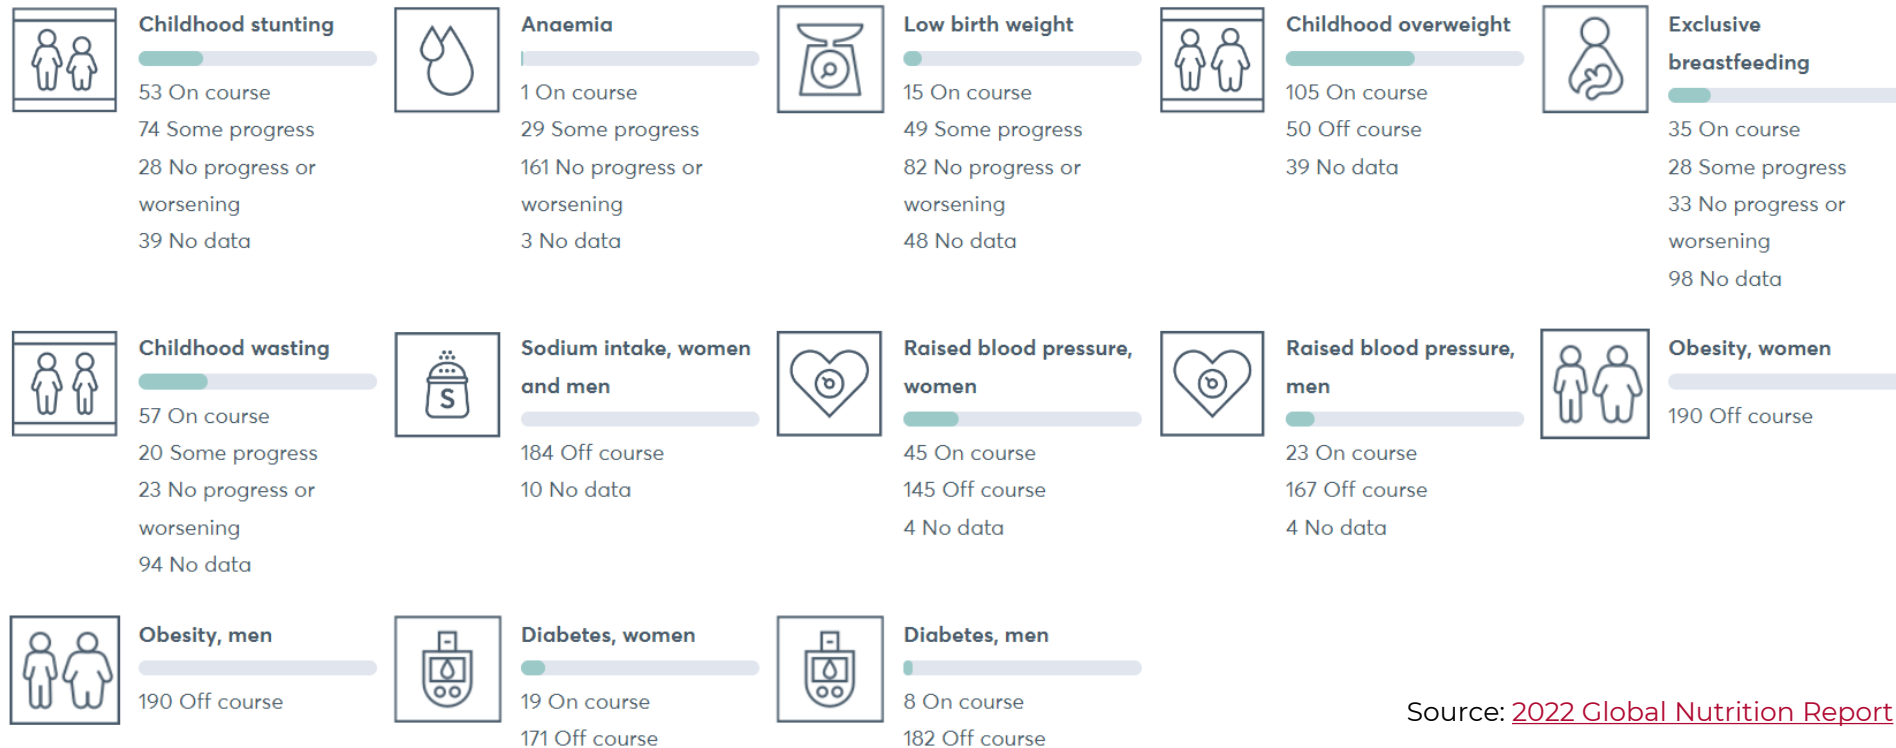 Childhood stunting
53 On course
74 Some progress
28 No progress or
worsening
39 No data
Anaemia
1 On course
29 Some progress
161 No progress or
worsening
3 No data
Low birth weight
15 On course
49 Some progress
82 No progress or
worsening
48 No data
Childhood overweight
105 On course
50 Off course
39 No data
Exclusive
breastfeeding
35 On course
28 Some progress
33 No progress or
worsening
98 No data
Childhood wasting
57 On course
20 Some progress
23 No progress or
worsening
94 No data
S
Sodium intake, women
and men
184 Off course
10 No data
Raised blood pressure,
women
45 On course
145 Off course
4 No data
Raised blood pressure,
men
23 On course
167 Off course
4 No data
Obesity, women
190 Off course
Obesity, men
190 Off course
Diabetes, women
19 On course
171 Off course
Diabetes, men
8 On course
182 Off course
Source: 2022 Global Nutrition Report